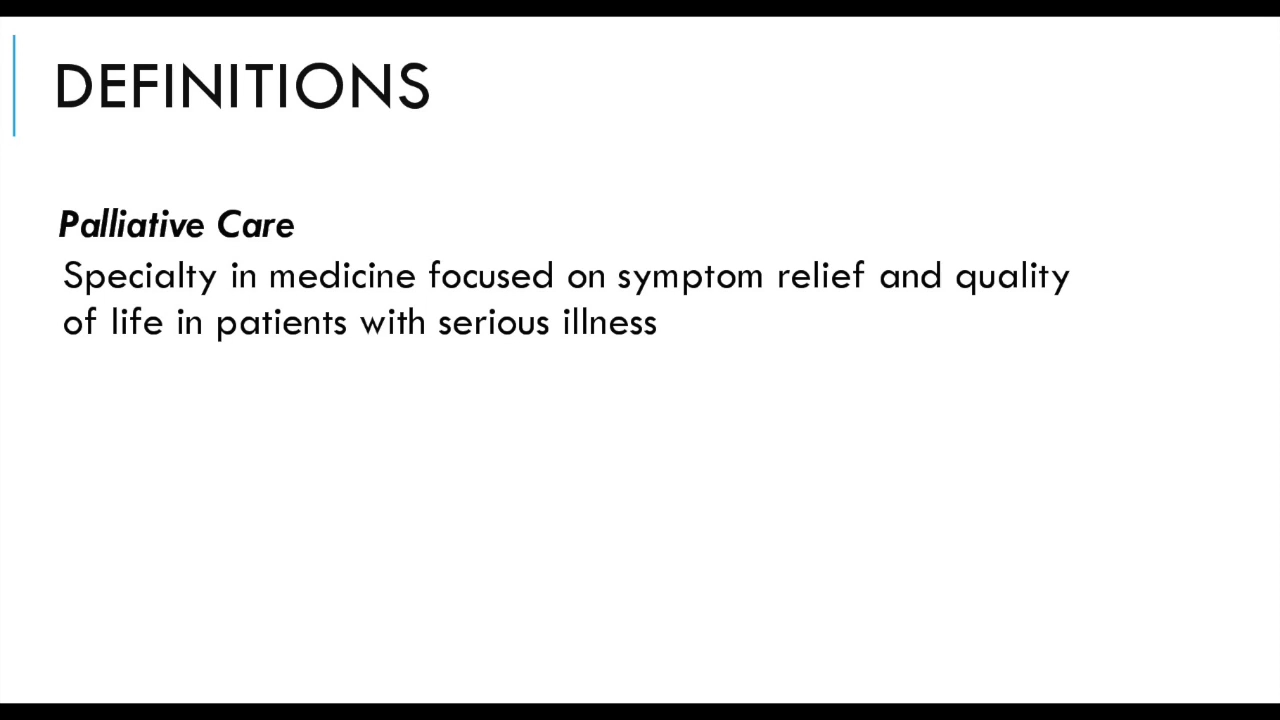 DEFINITIONS
Palliative Care
Specialty in medicine focused on symptom relief and quality
of life in patients with serious illness